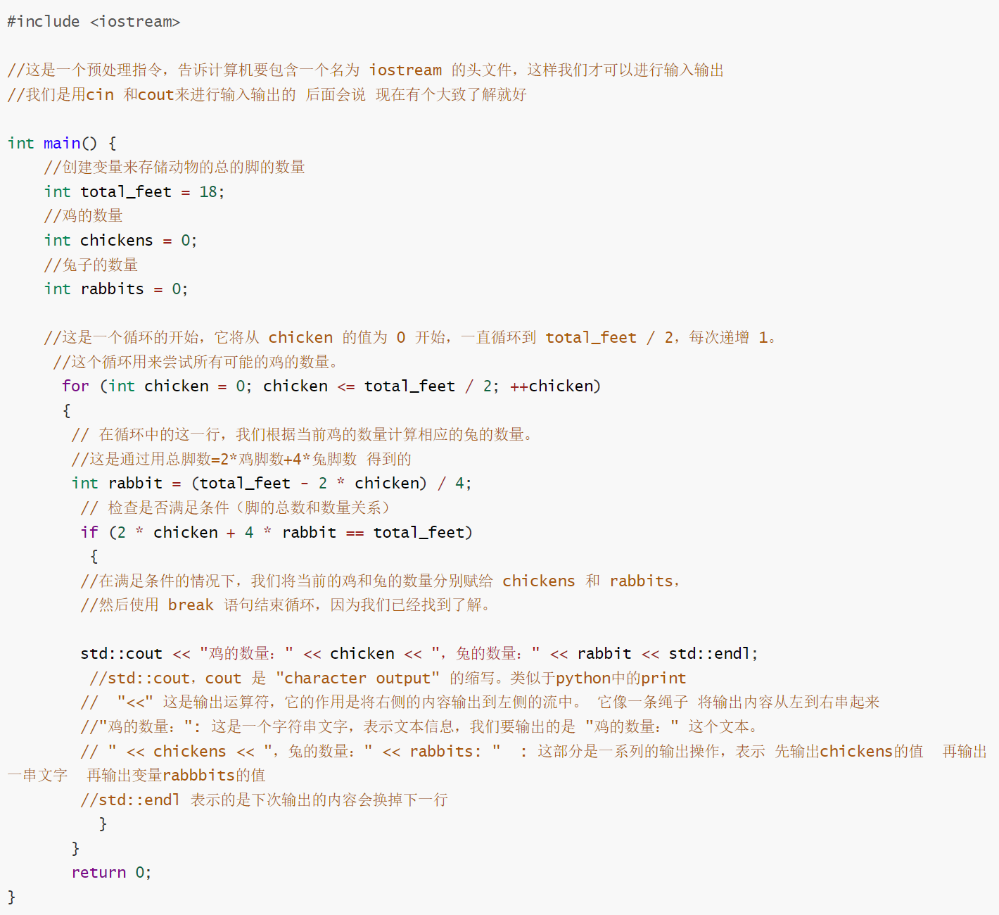 #include <iostream>
//这是一个预处理指令，告诉计算机要包含一个名为 iostream 的头文件，这样我们才可以进行输入输出
//我们是用cin 和cout来进行输入输出的 后面会说 现在有个大致了解就好
int main() {
//创建变量来存储动物的总的脚的数量
int total_feet = 18;
//鸡的数量
int chickens = 0;
//兔子的数量
int rabbits = 0;
//这是一个循环的开始，它将从 chicken 的值为 0 开始，一直循环到 total_feet / 2，每次递增 1。
//这个循环用来尝试所有可能的鸡的数量。
for (int chicken = 0; chicken <= total_feet / 2; ++chicken)
{
// 在循环中的这一行，我们根据当前鸡的数量计算相应的兔的数量。
//这是通过用总脚数=2*鸡脚数+4*兔脚数 得到的
int rabbit = (total_feet - 2 * chicken) / 4;
// 检查是否满足条件（脚的总数和数量关系）
if (2 * chicken + 4 * rabbit == total_feet)
{
//在满足条件的情况下，我们将当前的鸡和兔的数量分别赋给 chickens 和 rabbits，
//然后使用 break 语句结束循环，因为我们已经找到了解。
std::cout << "鸡的数量：" << chicken << "，兔的数量：" << rabbit << std::endl;
//std::cout，cout 是 "character output" 的缩写。类似于python中的print
//  "<<" 这是输出运算符，它的作用是将右侧的内容输出到左侧的流中。 它像一条绳子 将输出内容从左到右串起来
//"鸡的数量：": 这是一个字符串文字，表示文本信息，我们要输出的是 "鸡的数量：" 这个文本。
// " << chickens << "，兔的数量：" << rabbits: "  : 这部分是一系列的输出操作，表示 先输出chickens的值  再输出
一串文字  再输出变量rabbbits的值
//std::endl 表示的是下次输出的内容会换掉下一行
}
}
return 0;
}